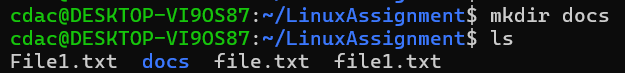 cdac@DESKTOP-VI9OS87:~/LinuxAssignment$ mkdir docs
cdac@DESKTOP-VI9OS87:~/LinuxAssignment$ ls
File1.txt  docs  file.txt  file1.txt